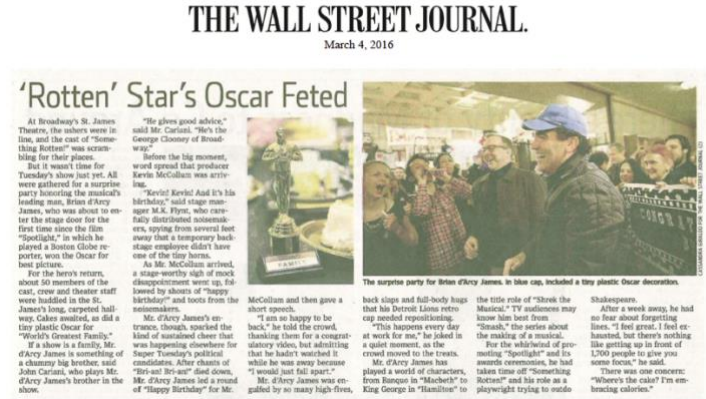 THE WALL STREET JOURNAL.
March 4, 2016
'Rotten' Star's Oscar Feted
At Broadway's St. James
Theatre, the ushers were in
line, and the cast of "Some-
thing Rotten!" was scram-
bling for their places.
But it wasn't time for
Tuesday's show just yet. All
were gathered for a surprise
party honoring the musical's
leading man, Brian d'Arcy
James, who was about to en-
ter the stage door for the
first time since the film
"Spotlight," in which he
played a Boston Globe re-
porter, won the Oscar for
best picture.
For the hero's return,
about 50 members of the
cast, crew and theater staff
were huddled in the St.
James's long, carpeted hall-
way. Cakes awaited, as did a
tiny plastic Oscar for
"World's Greatest Family."
If a show is a family, Mr.
d'Arcy James is something of
a chummy big brother, said
John Cariani, who plays Mr.
d'Arcy James's brother in the
show.
"He gives good advice,"
said Mr. Cariani. "He's the
George Clooney of Broad-
way."
Before the big moment,
word spread that producer
Kevin McCollum was arriv-
ing.
"Kevin! Kevin! And it's his
birthday," said stage man-
ager M.K. Flynt, who care-
fully distributed noisemak-
ers, spying from several feet
away that a temporary back-
stage employee didn't have
one of the tiny horns.
As Mr. McCollum arrived,
a stage-worthy sigh of mock
disappointment went up, fol-
lowed by shouts of "happy
birthday!" and toots from the
noisemakers.
Mr. d'Arcy James's en-
trance, though, sparked the
kind of sustained cheer that
was happening elsewhere for
Super Tuesday's political
candidates. After chants of
"Bri-an! Bri-an!" died down,
Mr. d'Arcy James led a round
of "Happy Birthday" for Mr.
FAMILY
McCollum and then gave a
short speech.
"I am so happy to be
back," he told the crowd,
thanking them for a congrat-
ulatory video, but admitting
that he hadn't watched it
while he was away because
"I would just fall apart."
Mr. d'Arcy James was en-
gulfed by so many high-fives,
The surprise party for Brian d'Arcy James, in blue cap, included a tiny plastic Oscar decoration.
back slaps and full-body hugs
that his Detroit Lions retro
cap needed repositioning.
"This happens every day
at work for me," he joked in
a quiet moment, as the
crowd moved to the treats.
Mr. d'Arcy James has
played a world of characters,
from Banquo in "Macbeth" to
King George in "Hamilton" to
the title role of "Shrek the
Musical." TV audiences may
know him best from
"Smash," the series about
the making of a musical.
For the whirlwind of pro-
moting "Spotlight" and its
awards ceremonies, he had
taken time off "Something
Rotten!" and his role as a
playwright trying to outdo
Shakespeare.
After a week away, he had
no fear about forgetting
lines. "I feel great. I feel ex-
hausted, but there's nothing
like getting up in front of
1,700 people to give you
some focus," he said.
There was one concern:
"Where's the cake? I'm em-
bracing calories."